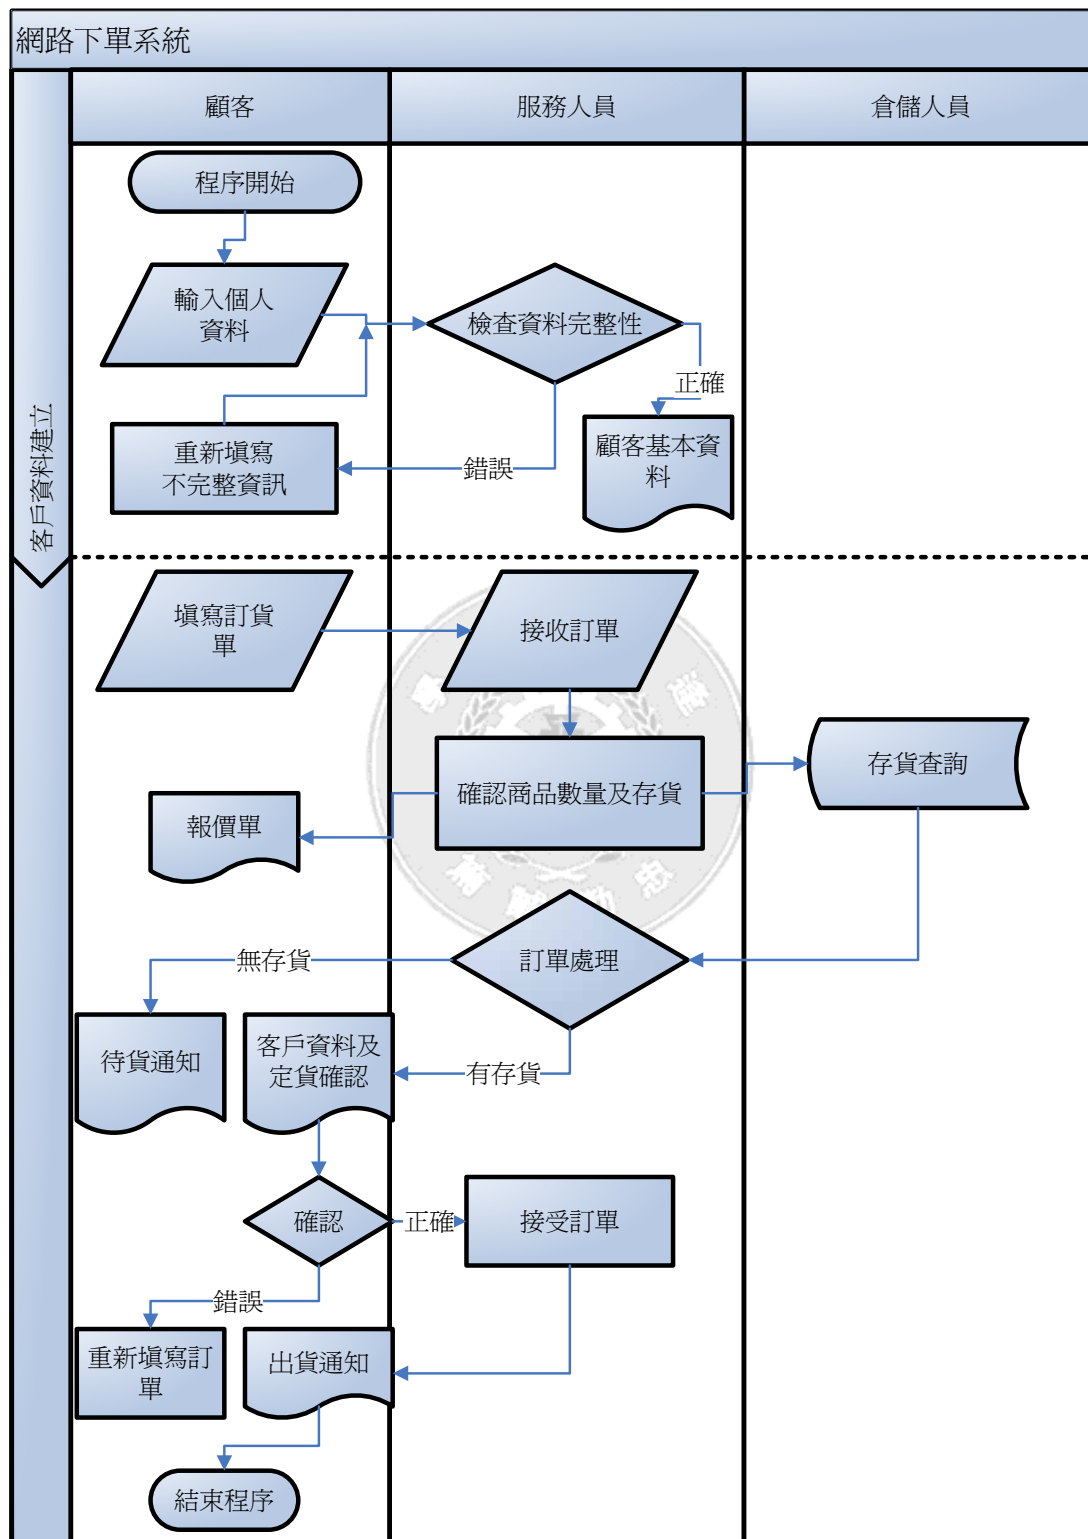 網路下單系統
顧客
服務人員
倉儲人員
客戶資料建立
程序開始
輸入個人
資料
檢查資料完整性
正確
重新填寫
不完整資訊
錯誤
顧客基本資
料
填寫訂貨
單
接收訂單
確認商品數量及存貨
存貨查詢
報價單
訂單處理
無存貨
有存貨
待貨通知
客戶資料及
定貨確認
確認
正確
接受訂單
錯誤
重新填寫訂
單
出貨通知
結束程序